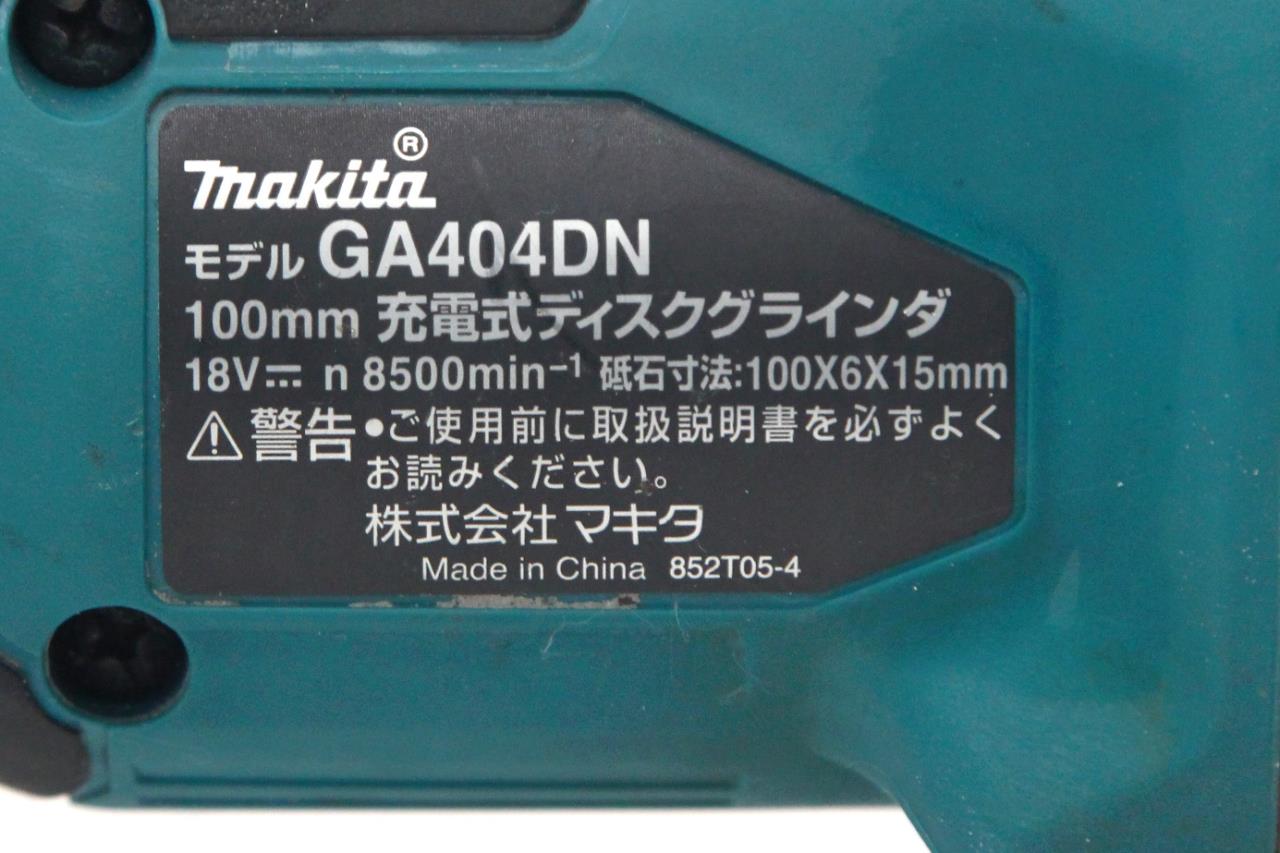 makita®
モデル GA404DN
100mm 充電式ディスクグラインダ
18V⎓ n 8500min⁻¹ 砥石寸法:100X6X15mm
⚠警告 •ご使用前に取扱説明書を必ずよく
お読みください。
株式会社マキタ
Made in China 852T05-4